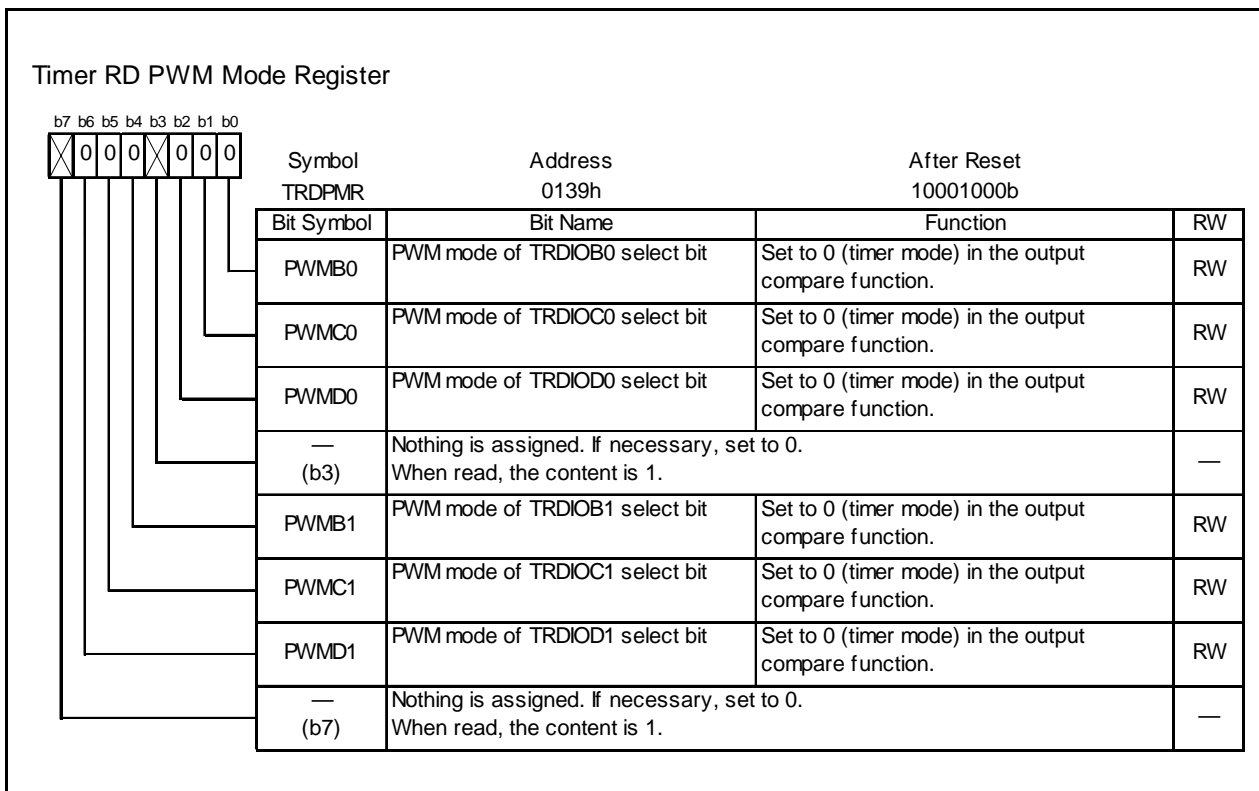 Timer RD PWM Mode Register
b7 b6 b5 b4 b3 b2 b1 b0
0 0 0 0 0 0
Symbol Address After Reset
TRDPMR 0139h 10001000b
Bit Symbol Bit Name Function RW
PWMB0 PWM mode of TRDIOB0 select bit Set to 0 (timer mode) in the output compare function. RW
PWMC0 PWM mode of TRDIOC0 select bit Set to 0 (timer mode) in the output compare function. RW
PWMD0 PWM mode of TRDIOD0 select bit Set to 0 (timer mode) in the output compare function. RW
— (b3) Nothing is assigned. If necessary, set to 0. When read, the content is 1. —
PWMB1 PWM mode of TRDIOB1 select bit Set to 0 (timer mode) in the output compare function. RW
PWMC1 PWM mode of TRDIOC1 select bit Set to 0 (timer mode) in the output compare function. RW
PWMD1 PWM mode of TRDIOD1 select bit Set to 0 (timer mode) in the output compare function. RW
— (b7) Nothing is assigned. If necessary, set to 0. When read, the content is 1. —